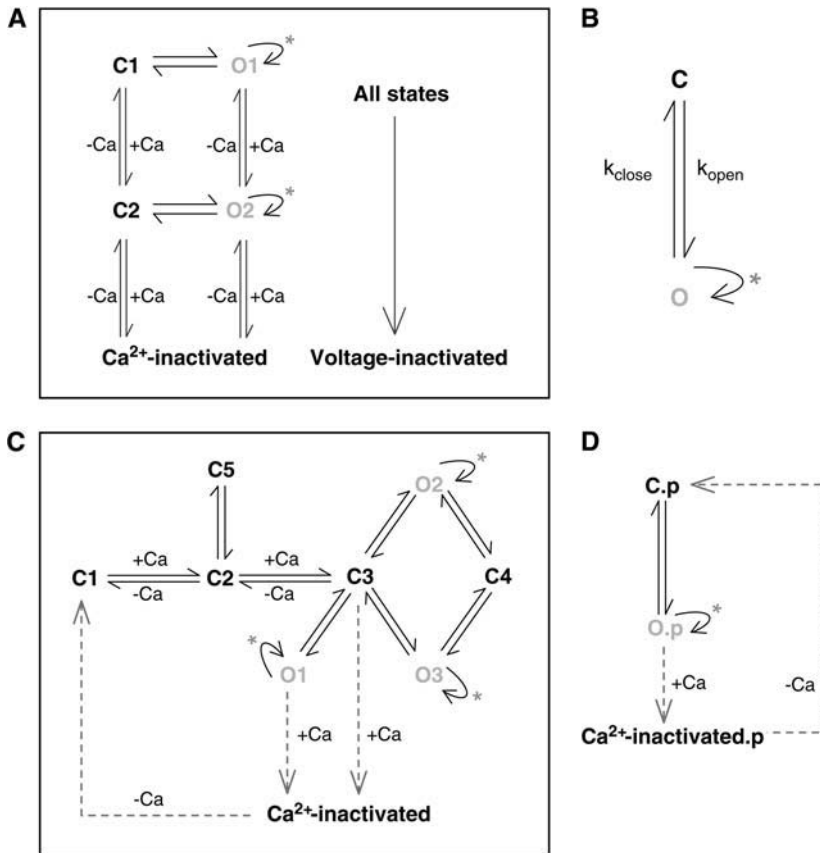 A
C1 O1 *
-Ca +Ca -Ca +Ca
C2 O2 *
-Ca +Ca -Ca +Ca
Ca²⁺-inactivated
All states
Voltage-inactivated
B
C
k_close k_open
O *
C
C5
O2 *
C1 +Ca -Ca C2 +Ca -Ca C3 C4
* O1 O3 *
+Ca +Ca
-Ca Ca²⁺-inactivated
D
C.p
O.p *
+Ca -Ca
Ca²⁺-inactivated.p